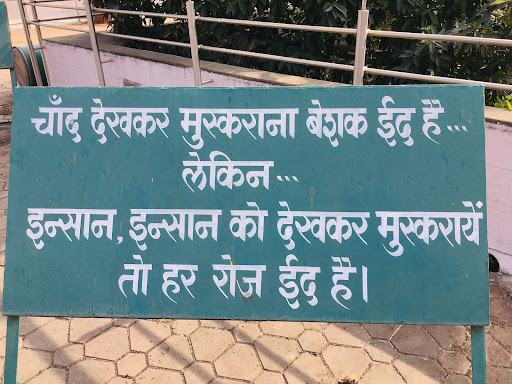 चाँद देखकर मुस्कराना बेशक ईद है...
लेकिन...
इन्सान, इन्सान को देखकर मुस्करायें
तो हर रोज ईद है।